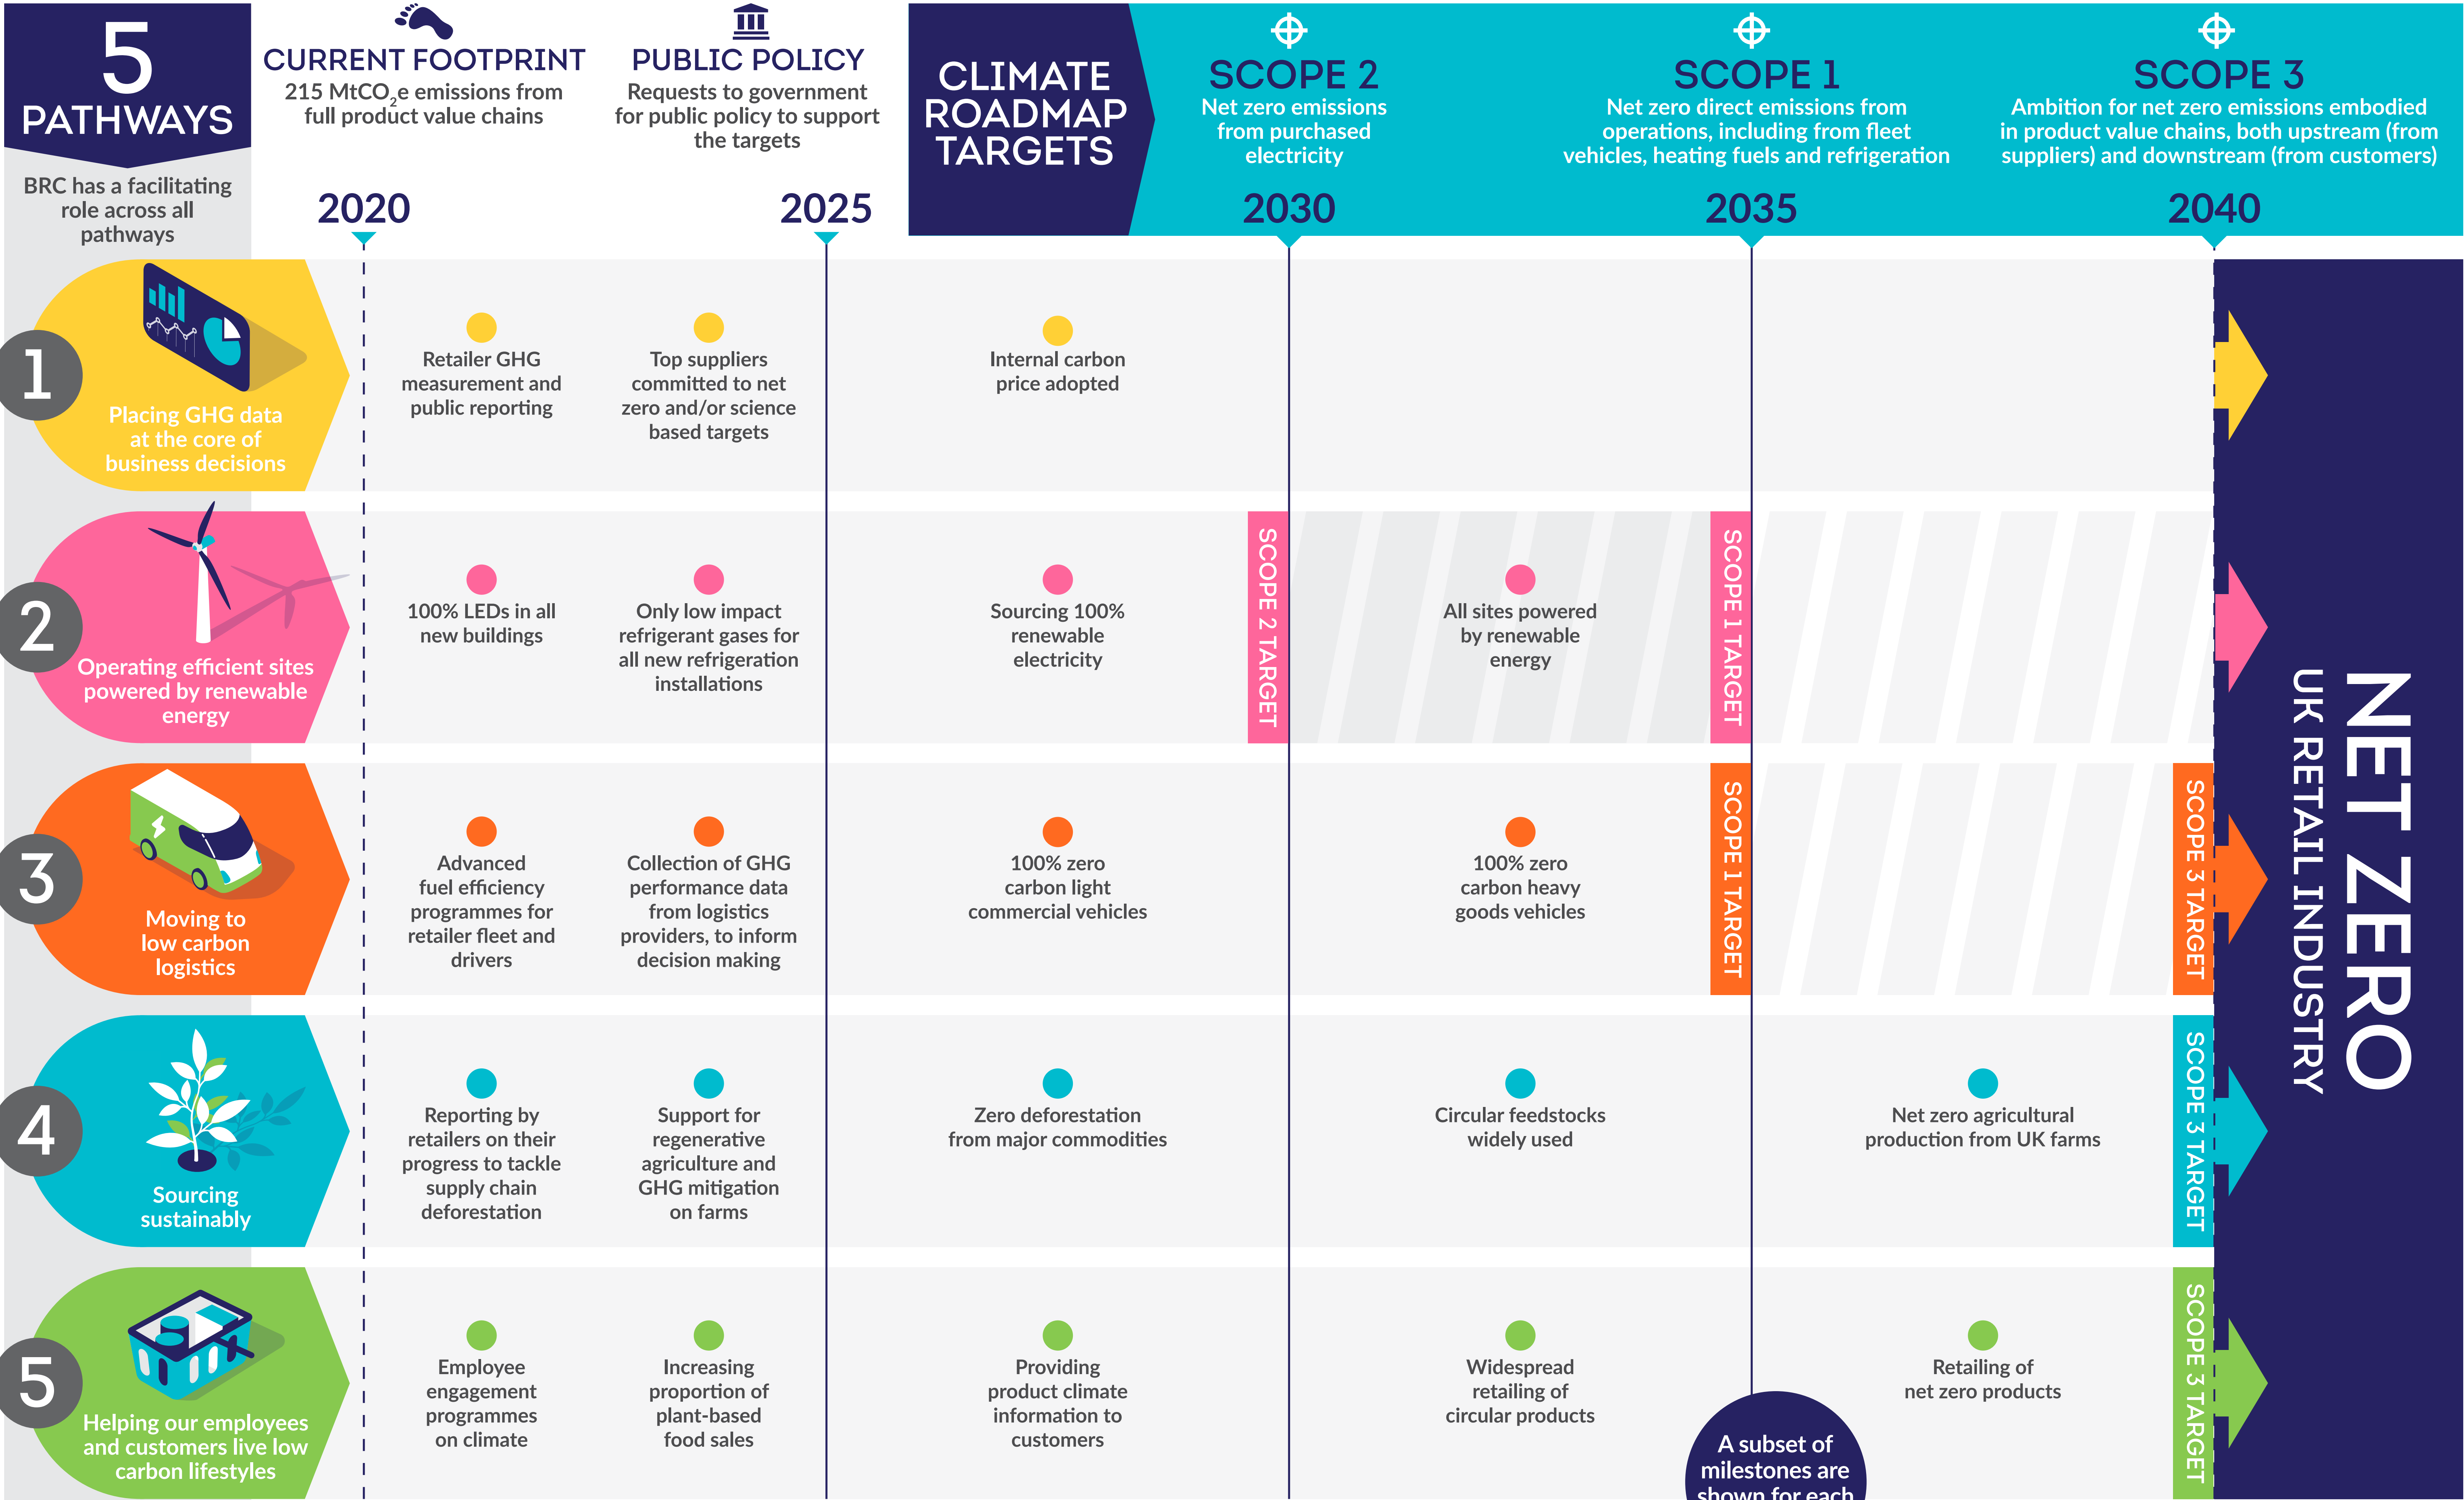 5
PATHWAYS
BRC has a facilitating
role across all
pathways
CURRENT FOOTPRINT
215 MtCO2e emissions from
full product value chains
2020
PUBLIC POLICY
Requests to government
for public policy to support
the targets
2025
CLIMATE
ROADMAP
TARGETS
SCOPE 2
Net zero emissions
from purchased
electricity
2030
SCOPE 1
Net zero direct emissions from
operations, including from fleet
vehicles, heating fuels and refrigeration
2035
SCOPE 3
Ambition for net zero emissions embodied
in product value chains, both upstream (from
suppliers) and downstream (from customers)
2040
1
Placing GHG data
at the core of
business decisions
Retailer GHG
measurement and
public reporting
Top suppliers
committed to net
zero and/or science
based targets
Internal carbon
price adopted
2
Operating efficient sites
powered by renewable
energy
100% LEDs in all
new buildings
Only low impact
refrigerant gases for
all new refrigeration
installations
Sourcing 100%
renewable
electricity
SCOPE 2 TARGET
All sites powered
by renewable
energy
SCOPE 1 TARGET
3
Moving to
low carbon
logistics
Advanced
fuel efficiency
programmes for
retailer fleet and
drivers
Collection of GHG
performance data
from logistics
providers, to inform
decision making
100% zero
carbon light
commercial vehicles
100% zero
carbon heavy
goods vehicles
SCOPE 1 TARGET
SCOPE 3 TARGET
4
Sourcing
sustainably
Reporting by
retailers on their
progress to tackle
supply chain
deforestation
Support for
regenerative
agriculture and
GHG mitigation
on farms
Zero deforestation
from major commodities
Circular feedstocks
widely used
Net zero agricultural
production from UK farms
SCOPE 3 TARGET
5
Helping our employees
and customers live low
carbon lifestyles
Employee
engagement
programmes
on climate
Increasing
proportion of
plant-based
food sales
Providing
product climate
information to
customers
Widespread
retailing of
circular products
Retailing of
net zero products
SCOPE 3 TARGET
A subset of
milestones are
shown for each
NET ZERO
UK RETAIL INDUSTRY